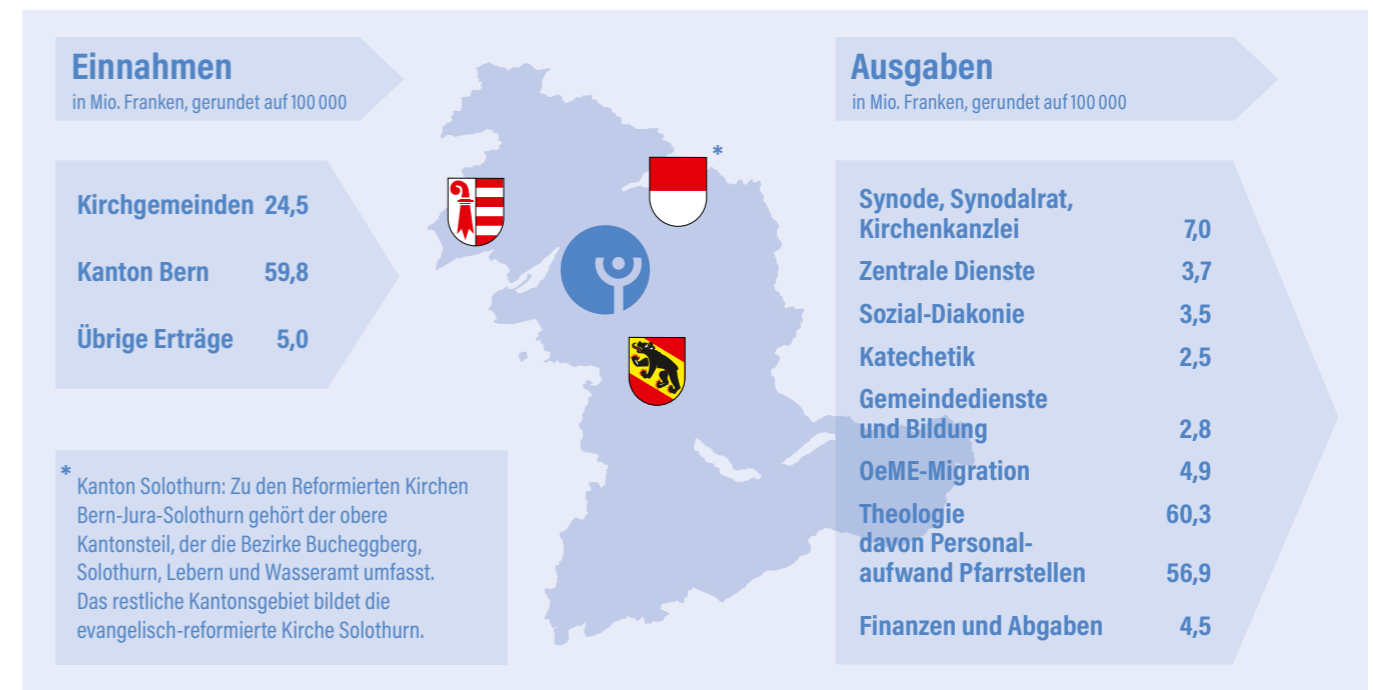 Einnahmen
in Mio. Franken, gerundet auf 100 000
Kirchgemeinden 24,5
Kanton Bern 59,8
Übrige Erträge 5,0
*
* Kanton Solothurn: Zu den Reformierten Kirchen
Bern-Jura-Solothurn gehört der obere
Kantonsteil, der die Bezirke Bucheggberg,
Solothurn, Lebern und Wasseramt umfasst.
Das restliche Kantonsgebiet bildet die
evangelisch-reformierte Kirche Solothurn.
Ausgaben
in Mio. Franken, gerundet auf 100 000
Synode, Synodalrat,
Kirchenkanzlei 7,0
Zentrale Dienste 3,7
Sozial-Diakonie 3,5
Katechetik 2,5
Gemeindedienste
und Bildung 2,8
OeME-Migration 4,9
Theologie 60,3
davon Personal-
aufwand Pfarrstellen 56,9
Finanzen und Abgaben 4,5